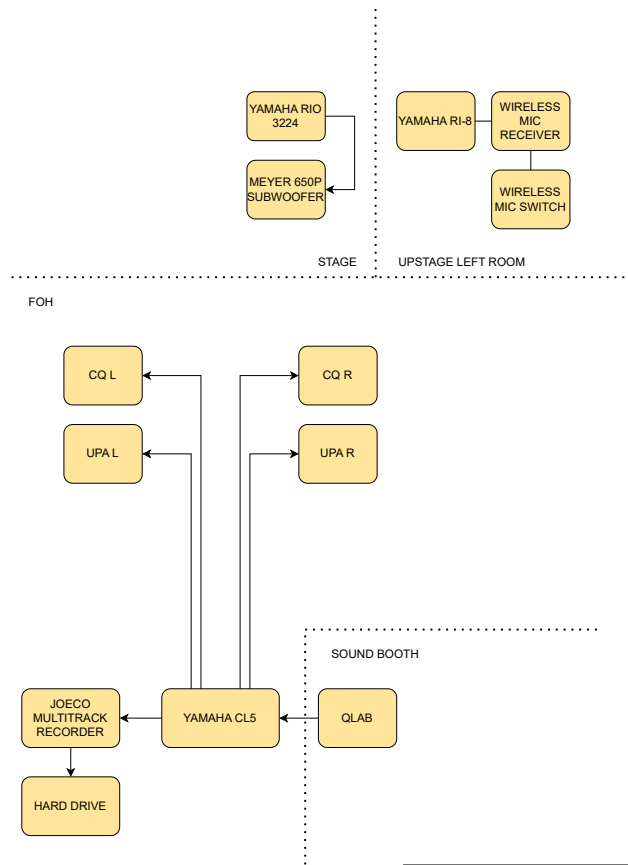 YAMAHA RIO
3224
YAMAHA RI-8
WIRELESS
MIC
RECEIVER
MEYER 650P
SUBWOOFER
WIRELESS
MIC SWITCH
STAGE
UPSTAGE LEFT ROOM
FOH
CQ L
CQ R
UPA L
UPA R
SOUND BOOTH
JOECO
MULTITRACK
RECORDER
YAMAHA CL5
QLAB
HARD DRIVE